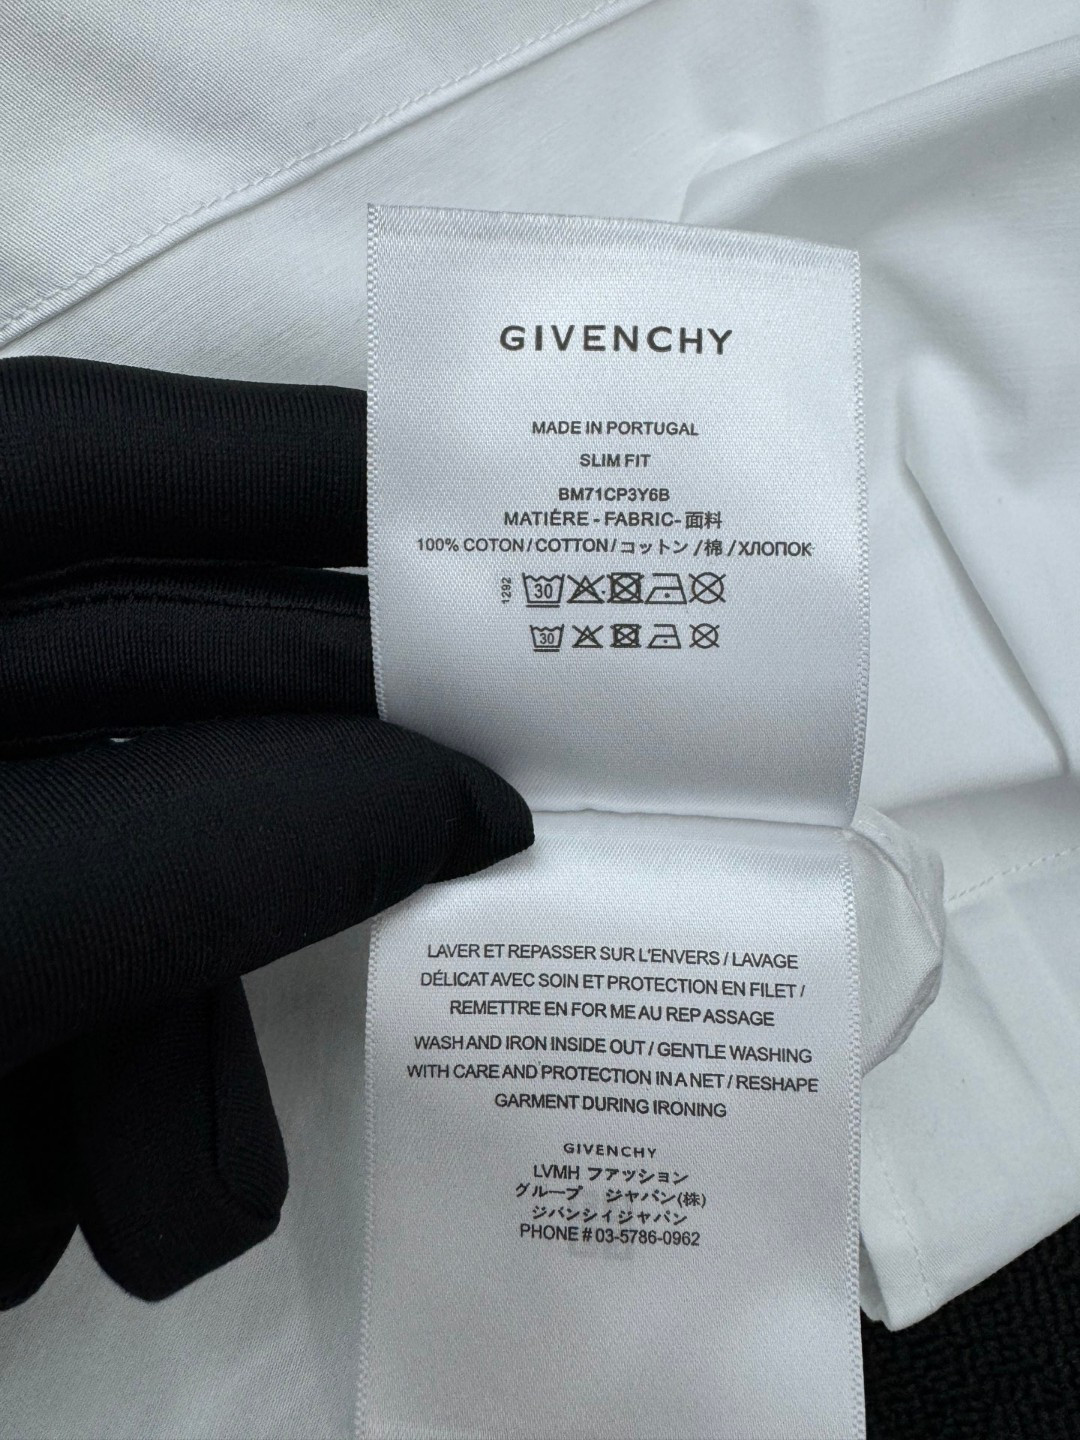 GIVENCHY
MADE IN PORTUGAL
SLIM FIT
BM71CP3Y6B
MATIÉRE - FABRIC- 面料
100% COTON / COTTON / コットン / 棉 / ХЛОПОК
1292 30
30
LAVER ET REPASSER SUR L'ENVERS / LAVAGE
DÉLICAT AVEC SOIN ET PROTECTION EN FILET /
REMETTRE EN FOR ME AU REP ASSAGE
WASH AND IRON INSIDE OUT / GENTLE WASHING
WITH CARE AND PROTECTION IN A NET / RESHAPE
GARMENT DURING IRONING
GIVENCHY
LVMH ファッション
グループ ジャパン(株)
ジバンシイジャパン
PHONE # 03-5786-0962